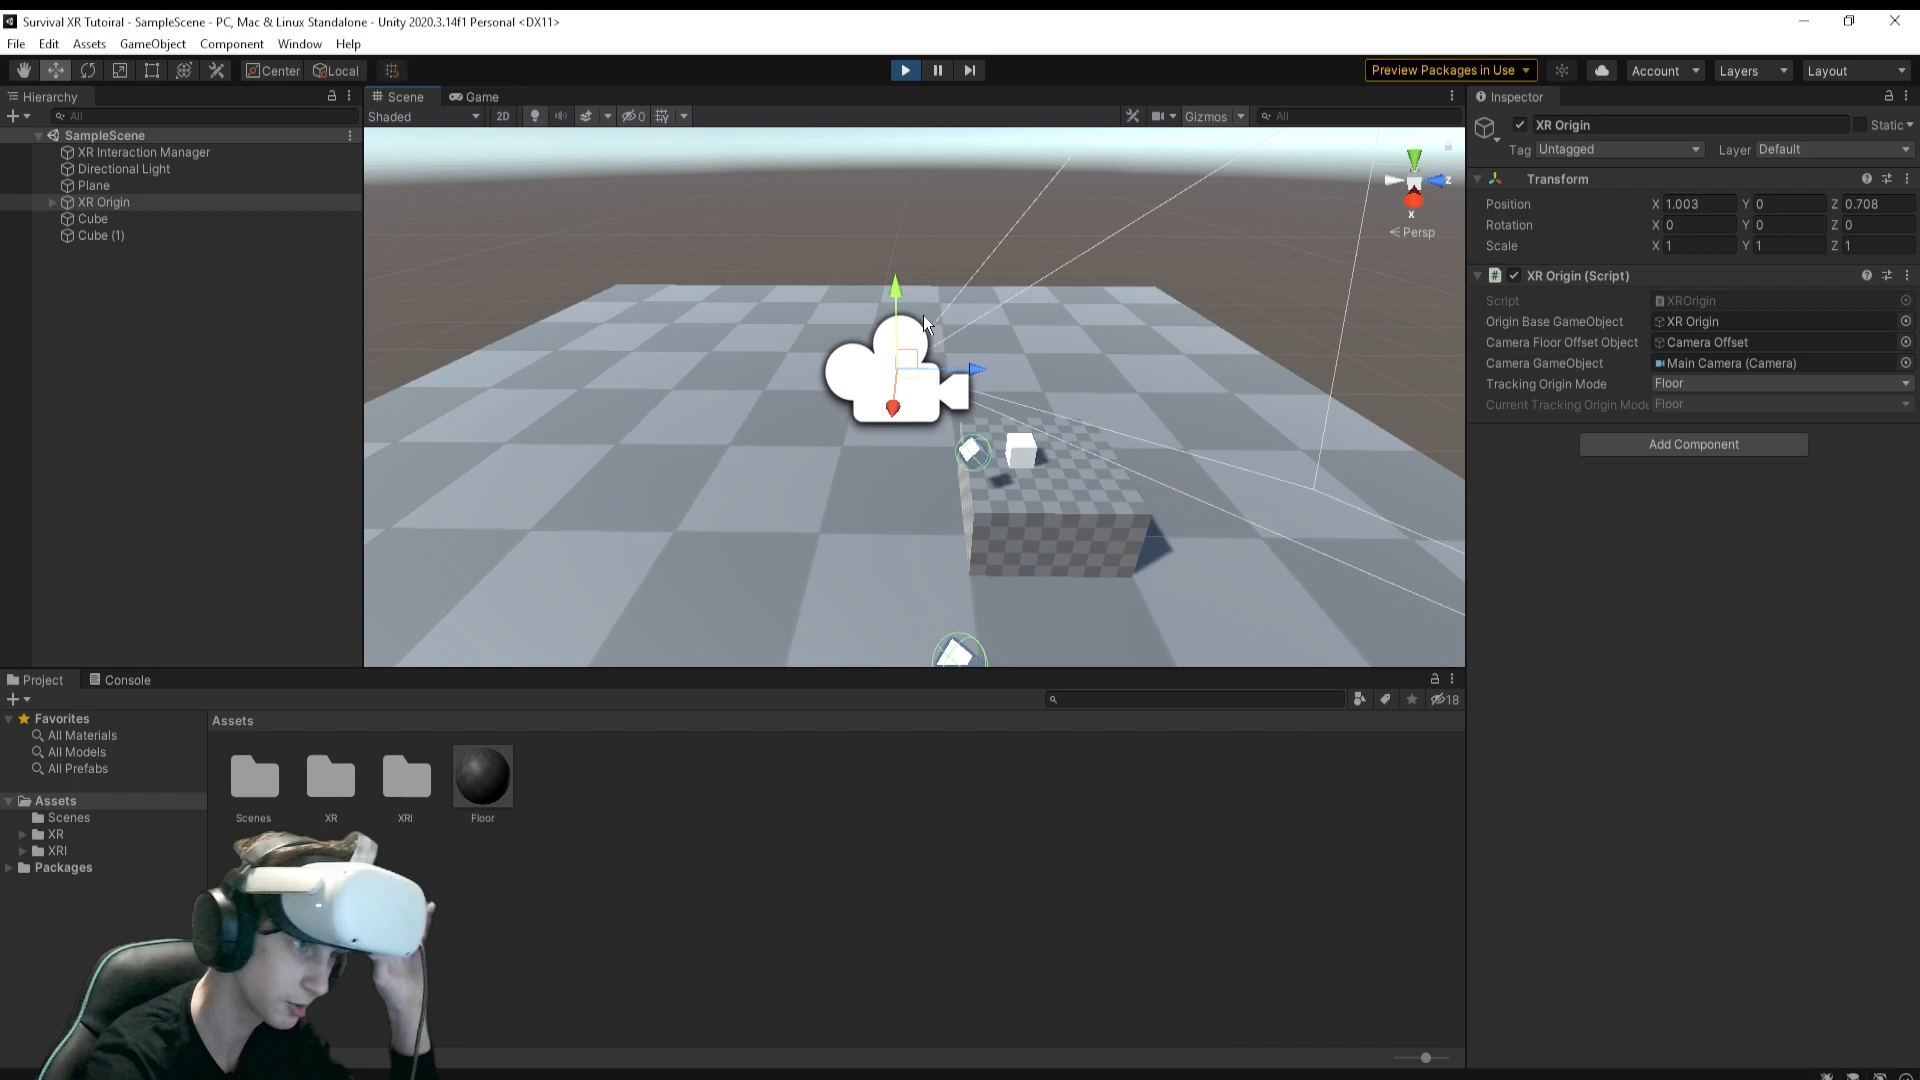 Survival XR Tutoiral - SampleScene - PC, Mac & Linux Standalone - Unity 2020.3.14f1 Personal <DX11>
File Edit Assets GameObject Component Window Help
Center Local Preview Packages in Use Account Layers Layout
Hierarchy
All
SampleScene
XR Interaction Manager
Directional Light
Plane
XR Origin
Cube
Cube (1)
Scene Game
Shaded 2D 0 Gizmos All
z
x
Persp
Inspector
XR Origin Static
Tag Untagged Layer Default
Transform
Position X 1.003 Y 0 Z 0.708
Rotation X 0 Y 0 Z 0
Scale X 1 Y 1 Z 1
XR Origin (Script)
Script XROrigin
Origin Base GameObject XR Origin
Camera Floor Offset Object Camera Offset
Camera GameObject Main Camera (Camera)
Tracking Origin Mode Floor
Current Tracking Origin Mode Floor
Add Component
Project Console
18
Favorites
All Materials
All Models
All Prefabs
Assets
Scenes
XR
XRI
Packages
Assets
Scenes XR XRI Floor